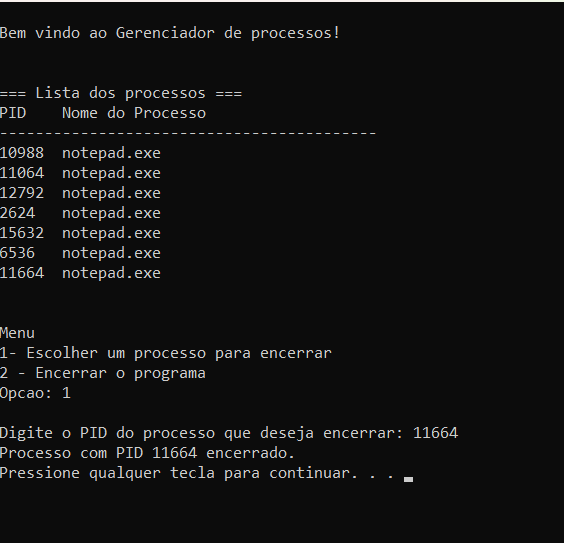 Bem vindo ao Gerenciador de processos!
=== Lista dos processos ===
PID    Nome do Processo
------------------------------------------
10988  notepad.exe
11064  notepad.exe
12792  notepad.exe
2624   notepad.exe
15632  notepad.exe
6536   notepad.exe
11664  notepad.exe
Menu
1- Escolher um processo para encerrar
2 - Encerrar o programa
Opcao: 1
Digite o PID do processo que deseja encerrar: 11664
Processo com PID 11664 encerrado.
Pressione qualquer tecla para continuar. . .